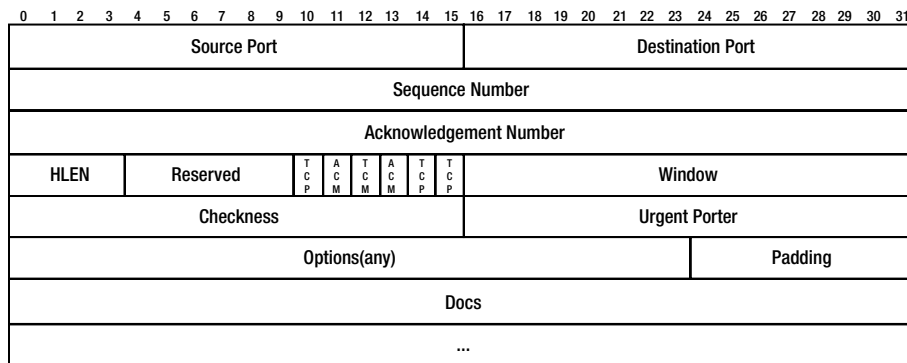 0 1 2 3 4 5 6 7 8 9 10 11 12 13 14 15 16 17 18 19 20 21 22 23 24 25 26 27 28 29 30 31
Source Port Destination Port
Sequence Number
Acknowledgement Number
HLEN Reserved TCP ACM TCM ACM TCP TCP Window
Checkness Urgent Porter
Options(any) Padding
Docs
...